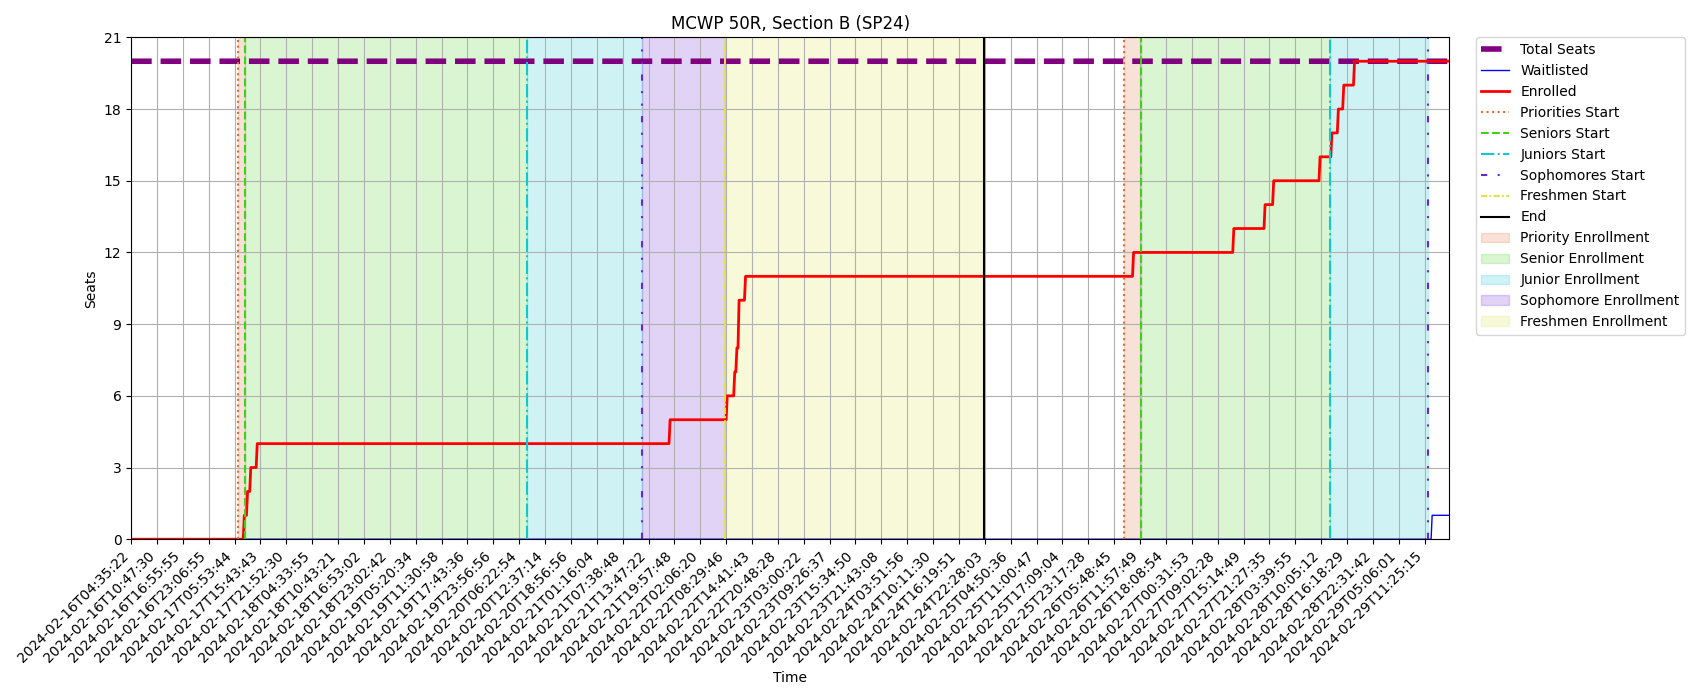 MCWP 50R, Section B (SP24)
21
18
15
12
9
6
3
0
Seats
2024-02-16T04:35:22
2024-02-16T10:47:30
2024-02-16T16:55:55
2024-02-16T23:06:55
2024-02-17T05:53:44
2024-02-17T15:43:43
2024-02-17T21:52:30
2024-02-18T04:33:55
2024-02-18T10:43:21
2024-02-18T16:53:02
2024-02-18T23:02:42
2024-02-19T05:20:34
2024-02-19T11:30:58
2024-02-19T17:43:36
2024-02-19T23:56:56
2024-02-20T06:22:54
2024-02-20T12:37:14
2024-02-20T18:56:56
2024-02-21T01:16:04
2024-02-21T07:38:48
2024-02-21T13:47:22
2024-02-21T19:57:48
2024-02-22T02:06:20
2024-02-22T08:29:46
2024-02-22T14:41:43
2024-02-22T20:48:28
2024-02-23T03:00:22
2024-02-23T09:26:37
2024-02-23T15:34:50
2024-02-23T21:43:08
2024-02-24T03:51:56
2024-02-24T10:11:30
2024-02-24T16:19:51
2024-02-24T22:28:03
2024-02-25T04:50:36
2024-02-25T11:00:47
2024-02-25T17:09:04
2024-02-25T23:17:28
2024-02-26T05:48:45
2024-02-26T11:57:49
2024-02-26T18:08:54
2024-02-27T00:31:53
2024-02-27T09:02:28
2024-02-27T15:14:49
2024-02-27T21:27:35
2024-02-28T03:39:55
2024-02-28T10:05:12
2024-02-28T16:18:29
2024-02-28T22:31:42
2024-02-29T05:06:01
2024-02-29T11:25:15
Time
Total Seats
Waitlisted
Enrolled
Priorities Start
Seniors Start
Juniors Start
Sophomores Start
Freshmen Start
End
Priority Enrollment
Senior Enrollment
Junior Enrollment
Sophomore Enrollment
Freshmen Enrollment